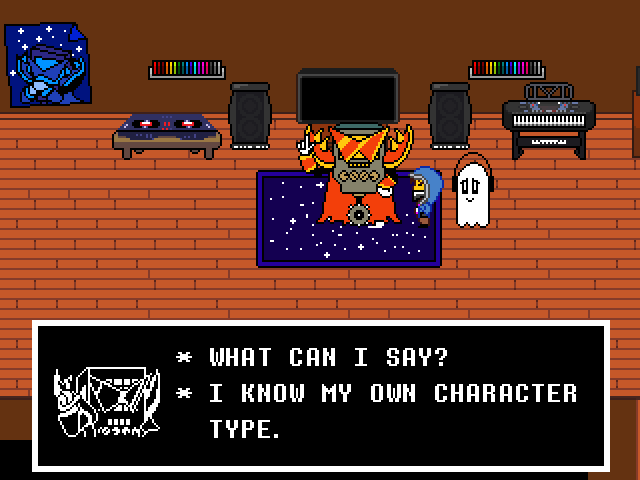 * WHAT CAN I SAY?
* I KNOW MY OWN CHARACTER
TYPE.